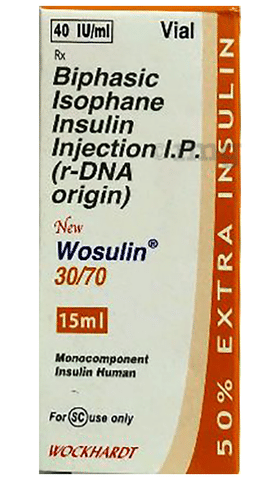 40 IU/ml
Vial
Rx
Biphasic
Isophane
Insulin
Injection I.P.
(r-DNA
origin)
New
Wosulin®
30/70
15ml
Monocomponent
Insulin Human
For SC use only
WOCKHARDT
50% EXTRA INSULIN